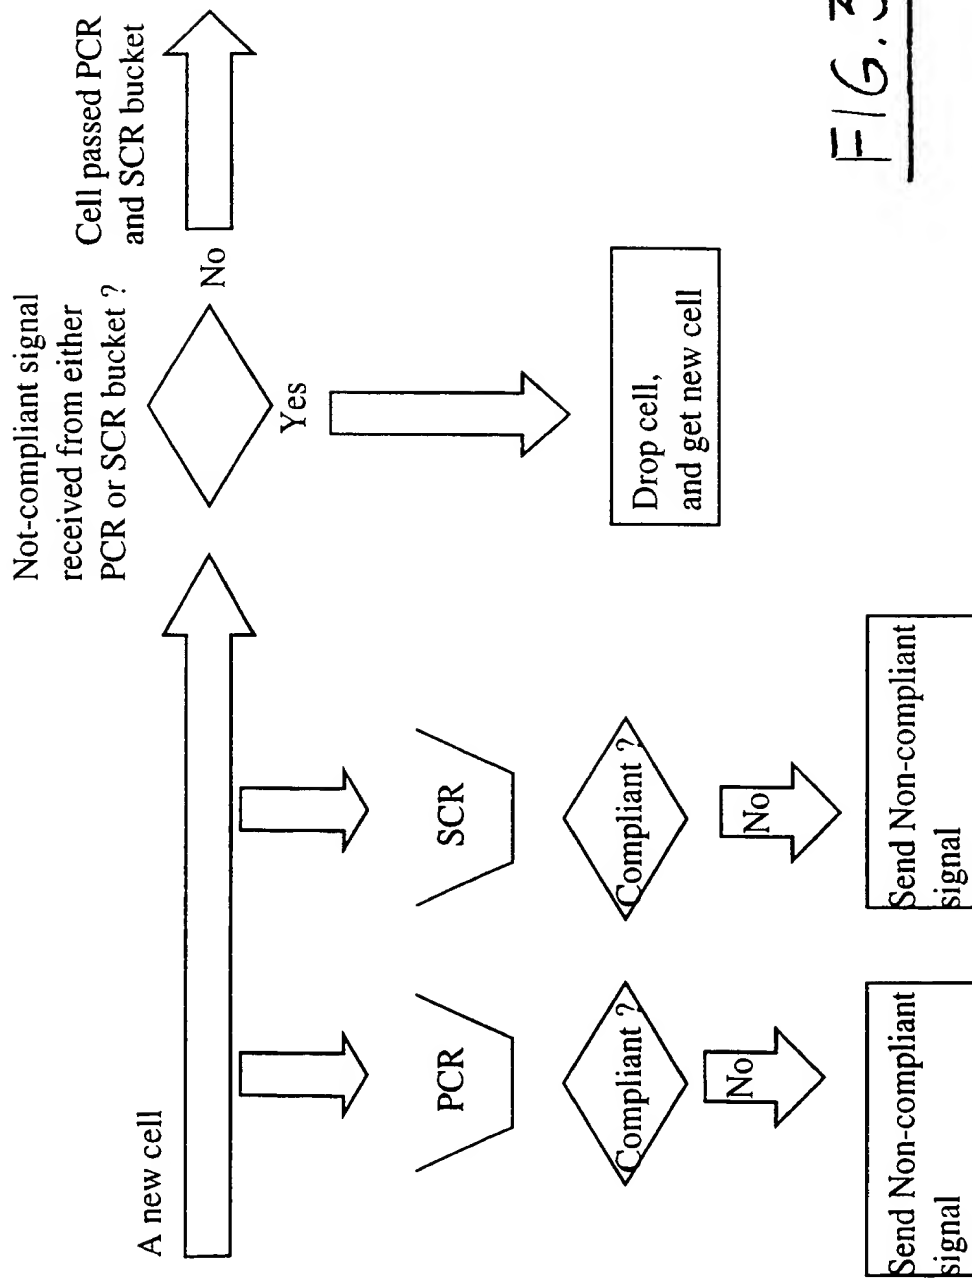 A new cell
Not-compliant signal
received from either
PCR or SCR bucket ?
Cell passed PCR
and SCR bucket
No
Yes
Drop cell,
and get new cell
PCR
SCR
Compliant ?
Compliant ?
No
No
Send Non-compliant
signal
Send Non-compliant
signal
FIG. 3